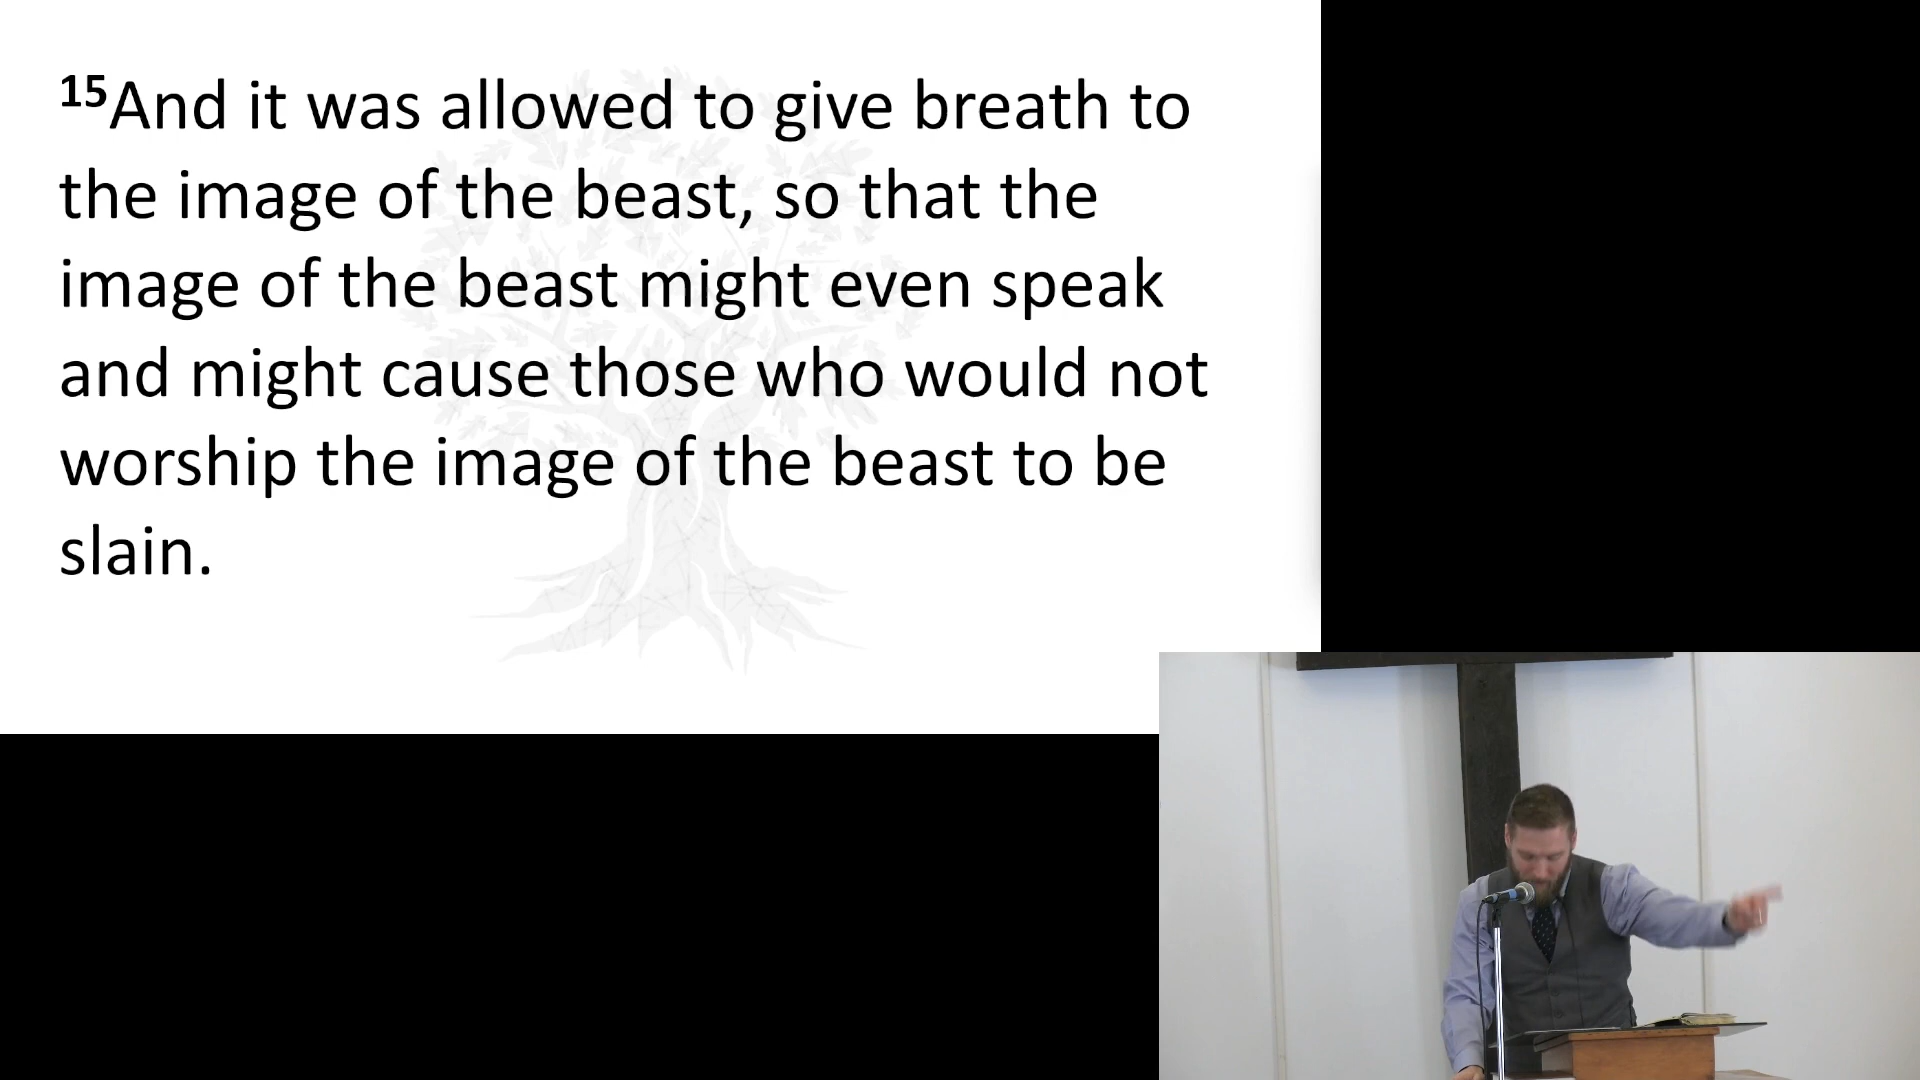 15And it was allowed to give breath to
the image of the beast, so that the
image of the beast might even speak
and might cause those who would not
worship the image of the beast to be
slain.